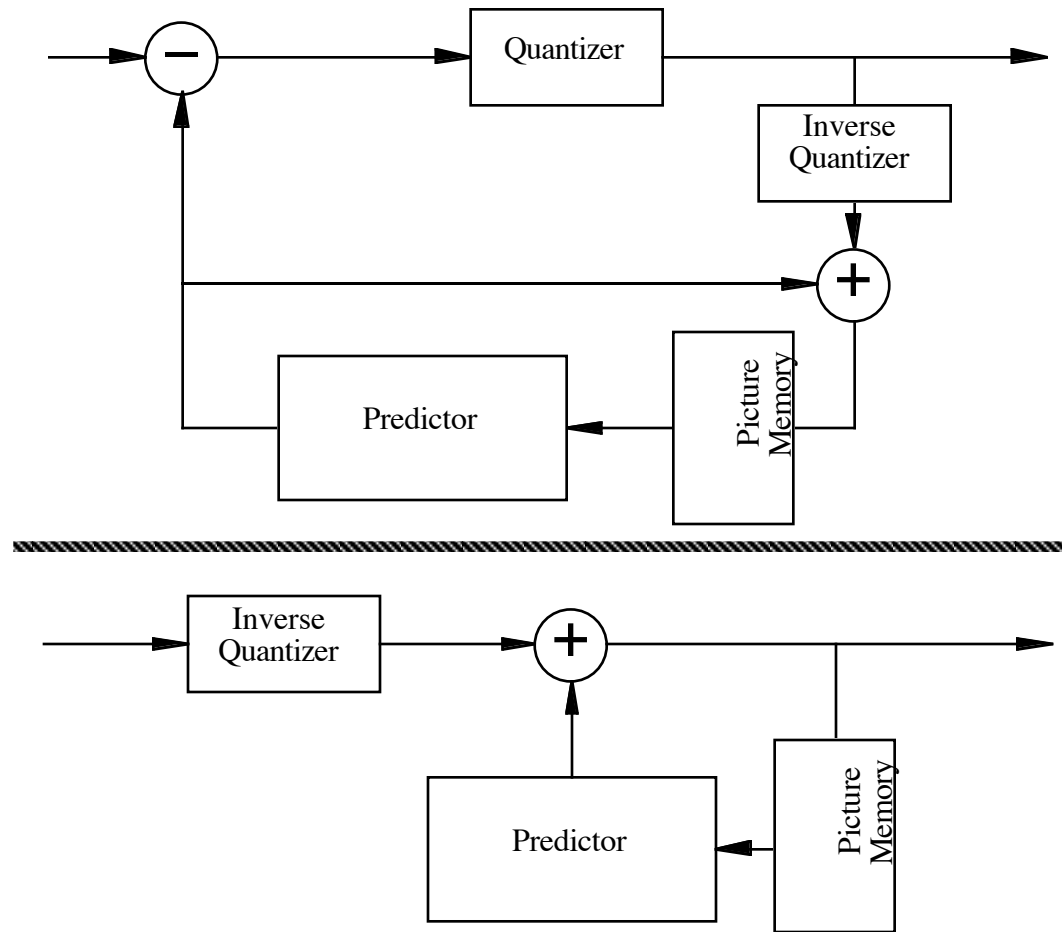 −
Quantizer
Inverse
Quantizer
+
Predictor
Picture
Memory
Inverse
Quantizer
+
Predictor
Picture
Memory